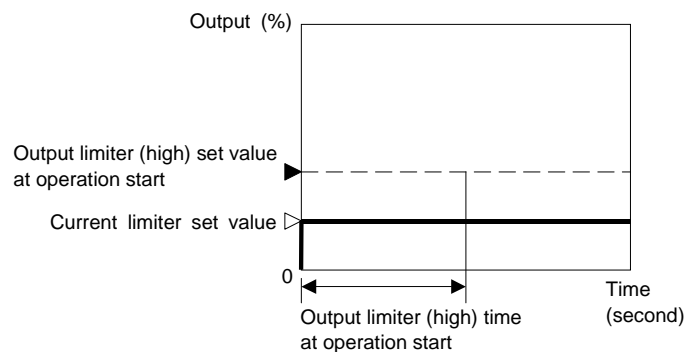 Output (%)
Output limiter (high) set value
at operation start
Current limiter set value
0
Time
(second)
Output limiter (high) time
at operation start